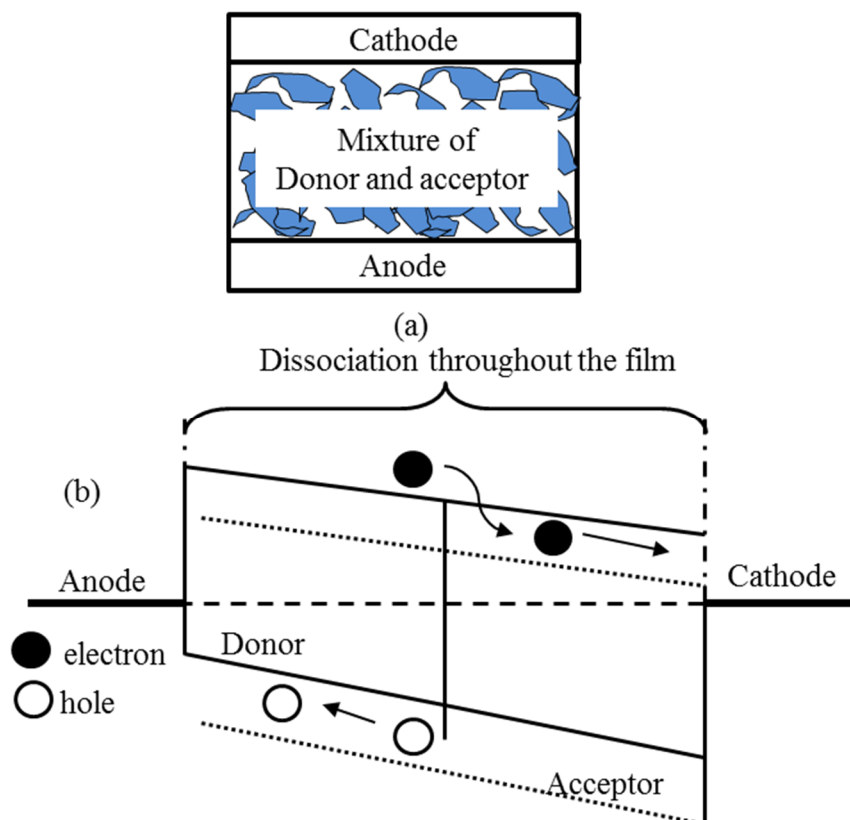 Cathode
Mixture of
Donor and acceptor
Anode
(a)
Dissociation throughout the film
(b)
Anode
Cathode
Donor
electron
hole
Acceptor